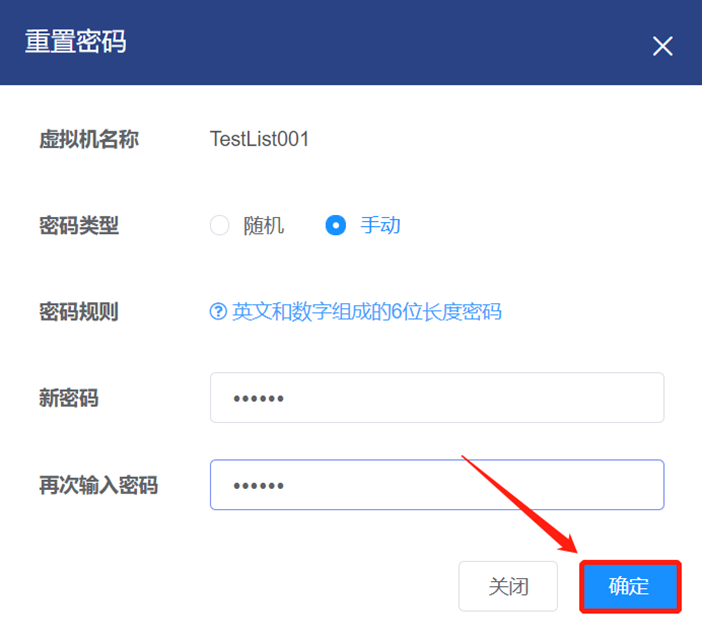 重置密码
虚拟机名称 TestList001
密码类型 随机 手动
密码规则 英文和数字组成的6位长度密码
新密码 ••••••
再次输入密码 ••••••
关闭 确定